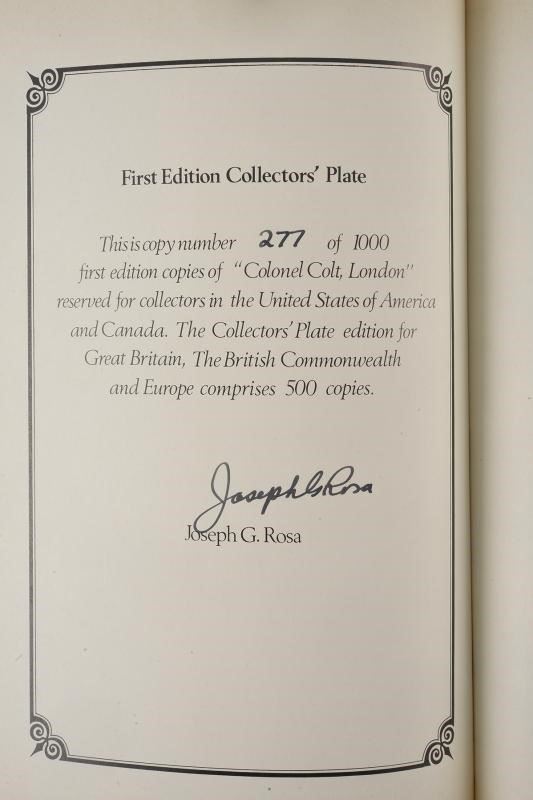 First Edition Collectors' Plate
This is copy number 277 of 1000
first edition copies of "Colonel Colt, London"
reserved for collectors in the United States of America
and Canada. The Collectors' Plate edition for
Great Britain, The British Commonwealth
and Europe comprises 500 copies.
Joseph G Rosa
Joseph G. Rosa